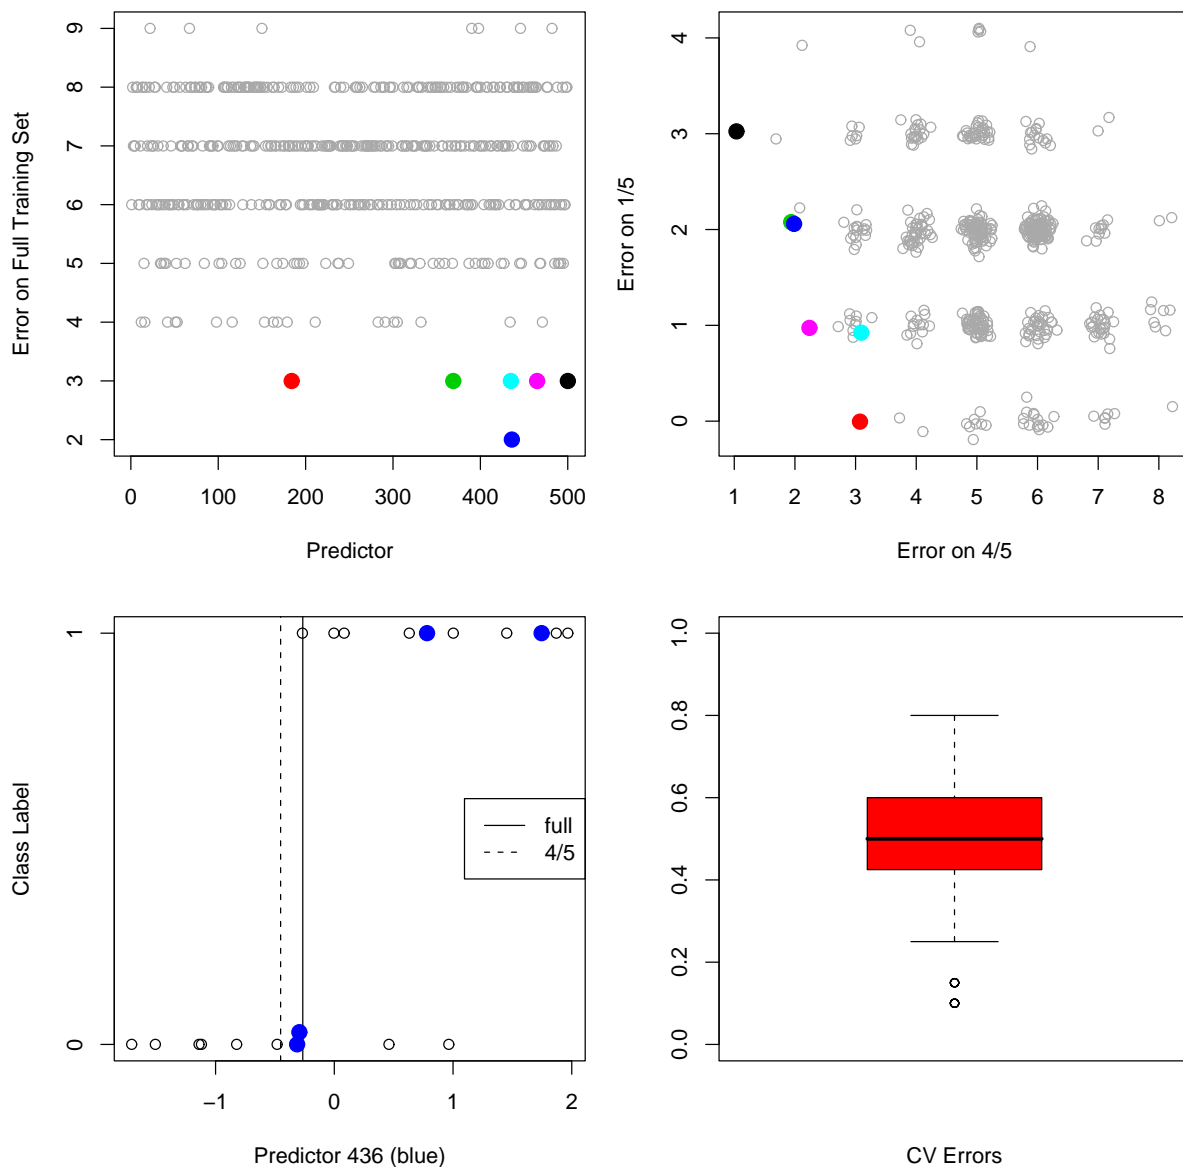 9
8
7
6
5
4
3
2
Error on Full Training Set
0 100 200 300 400 500
Predictor
4
3
2
1
0
Error on 1/5
1 2 3 4 5 6 7 8
Error on 4/5
1
0
Class Label
full
4/5
−1 0 1 2
Predictor 436 (blue)
1.0
0.8
0.6
0.4
0.2
0.0
CV Errors